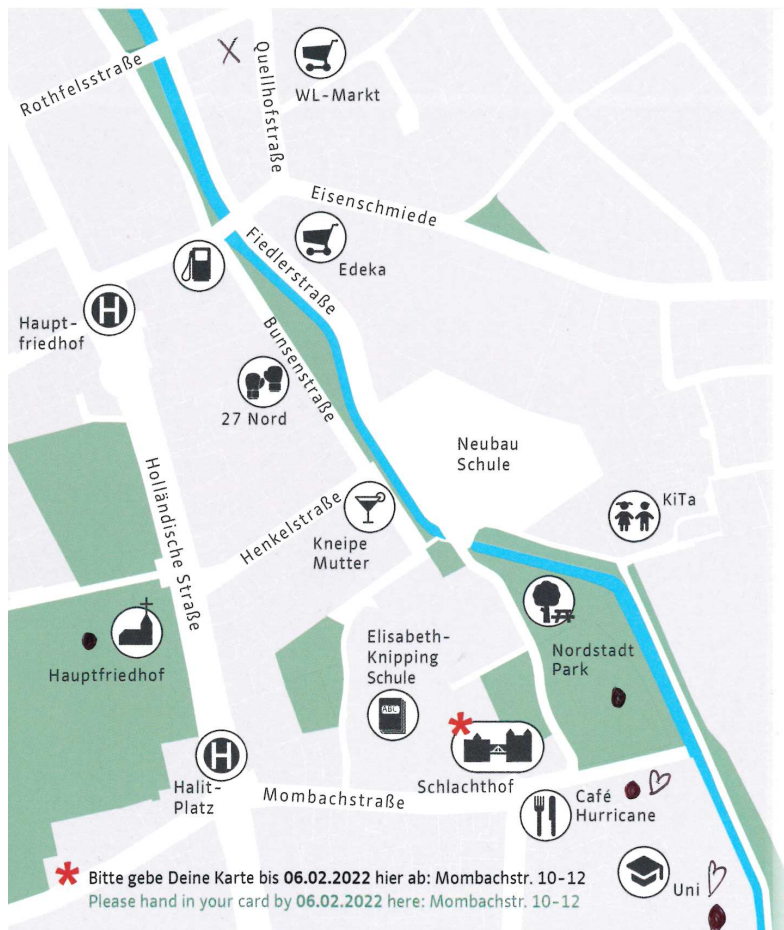 Rothfelsstraße
Quellhofstraße
WL-Markt
Eisenschmiede
Edeka
Fiedlerstraße
Haupt-
friedhof
Bunsenstraße
27 Nord
Neubau
Schule
Holländische Straße
Henkelstraße
KiTa
Kneipe
Mutter
Elisabeth-
Knipping
Schule
ABC
Nordstadt
Park
Hauptfriedhof
H
H
Halit-
Platz
Mombachstraße
Schlachthof
Café
Hurricane
Uni
* Bitte gebe Deine Karte bis 06.02.2022 hier ab: Mombachstr. 10-12
Please hand in your card by 06.02.2022 here: Mombachstr. 10-12